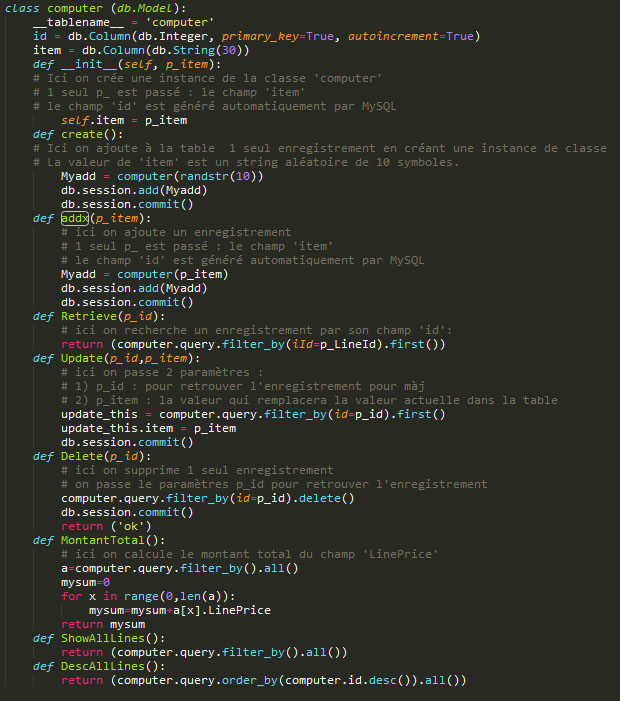 class computer (db.Model):
    __tablename__ = 'computer'
    id = db.Column(db.Integer, primary_key=True, autoincrement=True)
    item = db.Column(db.String(30))
    def __init__(self, p_item):
    # Ici on crée une instance de la classe 'computer'
    # 1 seul p_ est passé : le champ 'item'
    # le champ 'id' est généré automatiquement par MySQL
        self.item = p_item
    def create():
    # Ici on ajoute à la table  1 seul enregistrement en créant une instance de classe
    # La valeur de 'item' est un string aléatoire de 10 symboles.
        Myadd = computer(randstr(10))
        db.session.add(Myadd)
        db.session.commit()
    def addx(p_item):
        # ici on ajoute un enregistrement
        # 1 seul p_ est passé : le champ 'item'
        # le champ 'id' est généré automatiquement par MySQL
        Myadd = computer(p_item)
        db.session.add(Myadd)
        db.session.commit()
    def Retrieve(p_id):
        # ici on recherche un enregistrement par son champ 'id':
        return (computer.query.filter_by(iId=p_LineId).first())
    def Update(p_id,p_item):
        # ici on passe 2 paramètres :
        # 1) p_id : pour retrouver l'enregistrement pour màj
        # 2) p_item : la valeur qui remplacera la valeur actuelle dans la table
        update_this = computer.query.filter_by(id=p_id).first()
        update_this.item = p_item
        db.session.commit()
    def Delete(p_id):
        # ici on supprime 1 seul enregistrement
        # on passe le paramètres p_id pour retrouver l'enregistrement
        computer.query.filter_by(id=p_id).delete()
        db.session.commit()
        return ('ok')
    def MontantTotal():
        # ici on calcule le montant total du champ 'LinePrice'
        a=computer.query.filter_by().all()
        mysum=0
        for x in range(0,len(a)):
            mysum=mysum+a[x].LinePrice
        return mysum
    def ShowAllLines():
        return (computer.query.filter_by().all())
    def DescAllLines():
        return (computer.query.order_by(computer.id.desc()).all())